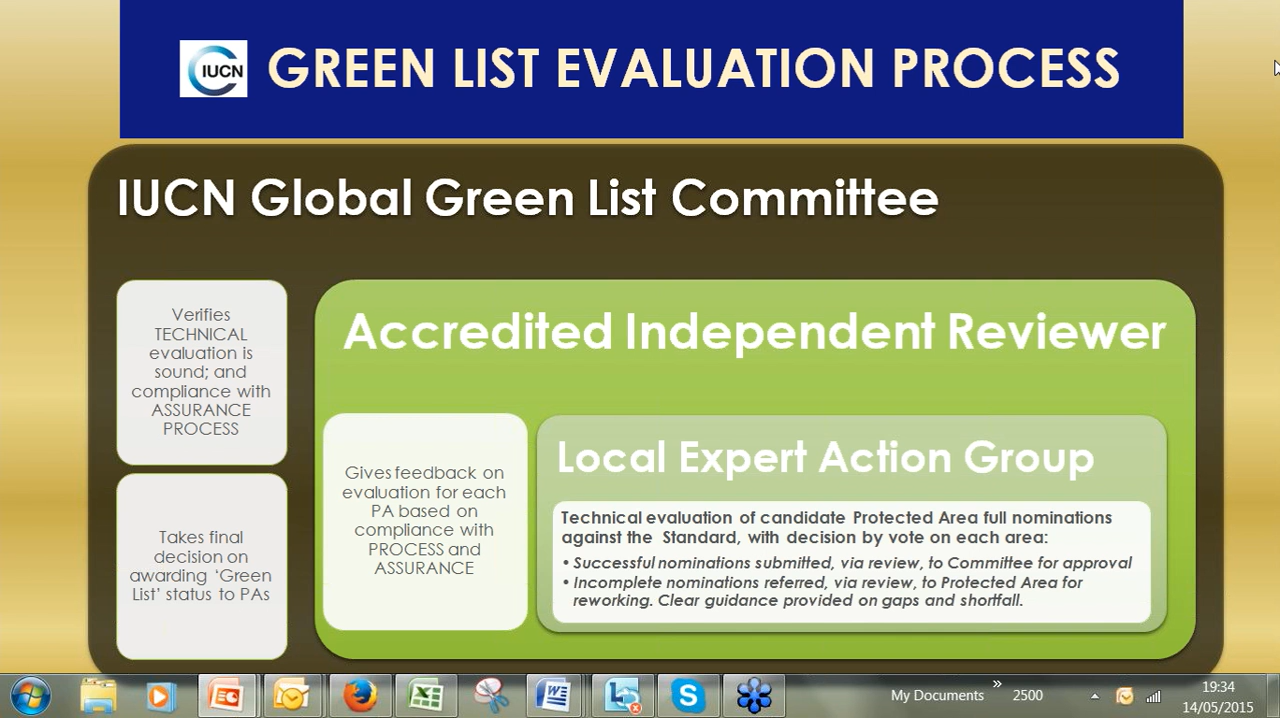 IUCN
GREEN LIST EVALUATION PROCESS
IUCN Global Green List Committee
Verifies
TECHNICAL
evaluation is
sound; and
compliance with
ASSURANCE
PROCESS
Takes final
decision on
awarding ‘Green
List’ status to PAs
Accredited Independent Reviewer
Gives feedback on
evaluation for each
PA based on
compliance with
PROCESS and
ASSURANCE
Local Expert Action Group
Technical evaluation of candidate Protected Area full nominations
against the Standard, with decision by vote on each area:
• Successful nominations submitted, via review, to Committee for approval
• Incomplete nominations referred, via review, to Protected Area for
reworking. Clear guidance provided on gaps and shortfall.
My Documents » 2500
19:34
14/05/2015